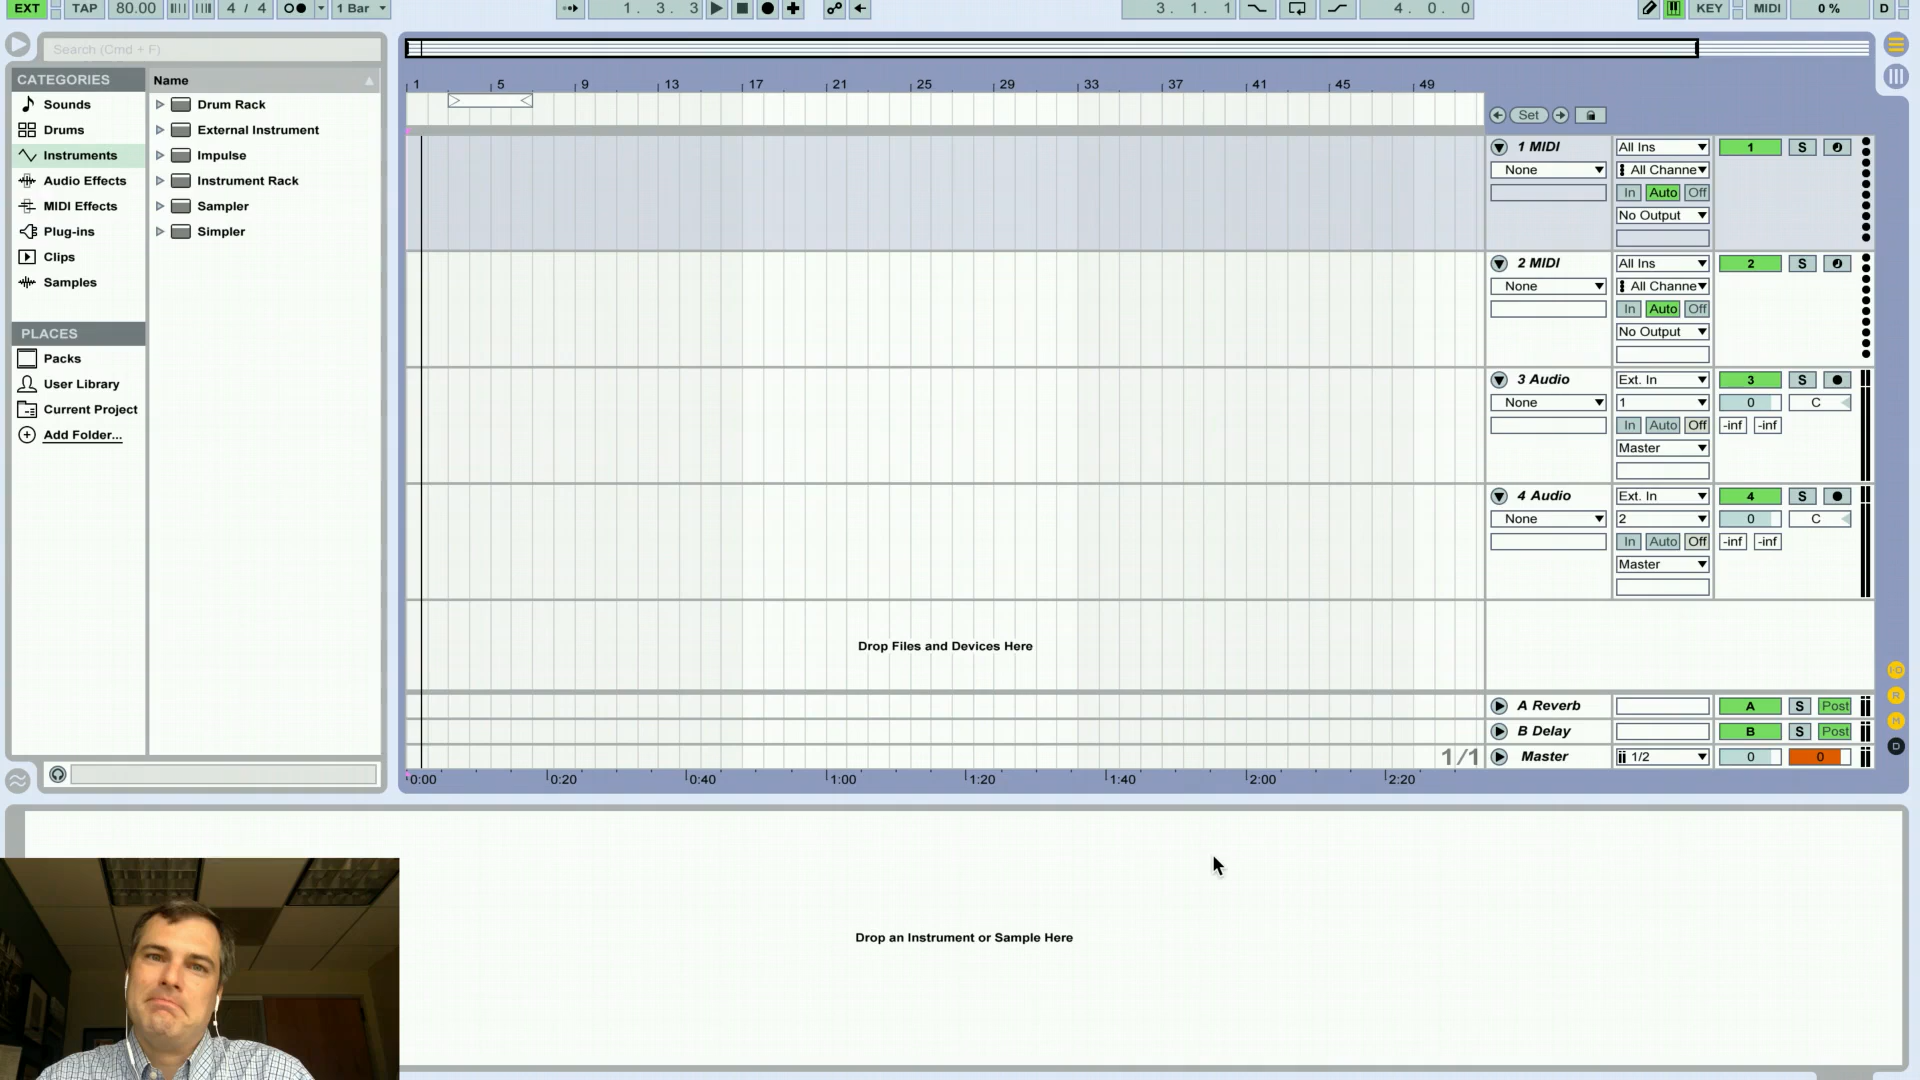 EXT TAP 80.00 4 / 4 1 Bar 1. 3. 3 3. 1. 1 4. 0. 0 KEY MIDI 0 % D
Search (Cmd + F)
CATEGORIES
Sounds
Drums
Instruments
Audio Effects
MIDI Effects
Plug-ins
Clips
Samples
PLACES
Packs
User Library
Current Project
Add Folder...
Name
Drum Rack
External Instrument
Impulse
Instrument Rack
Sampler
Simpler
1 5 9 13 17 21 25 29 33 37 41 45 49
Set
1 MIDI All Ins 1 S
None All Channe
In Auto Off
No Output
2 MIDI All Ins 2 S
None All Channe
In Auto Off
No Output
3 Audio Ext. In 3 S
None 1 0 C
In Auto Off -inf -inf
Master
4 Audio Ext. In 4 S
None 2 0 C
In Auto Off -inf -inf
Master
Drop Files and Devices Here
A Reverb A S Post
B Delay B S Post
1/1 Master 1/2 0 0
I·O
R
M
D
0:00 0:20 0:40 1:00 1:20 1:40 2:00 2:20
Drop an Instrument or Sample Here